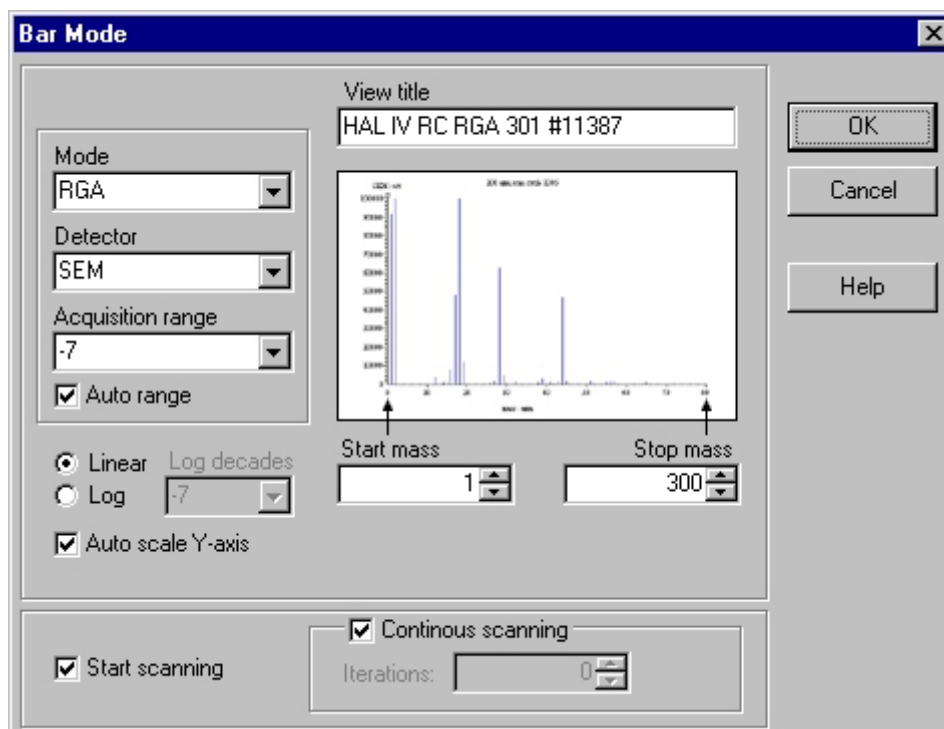 Bar Mode
View title
HAL IV RC RGA 301 #11387
OK
Mode
RGA
Cancel
Detector
SEM
Help
Acquisition range
-7
Auto range
Start mass
Stop mass
1
300
Linear
Log decades
Log
-7
Auto scale Y-axis
Continous scanning
Start scanning
Iterations:
0